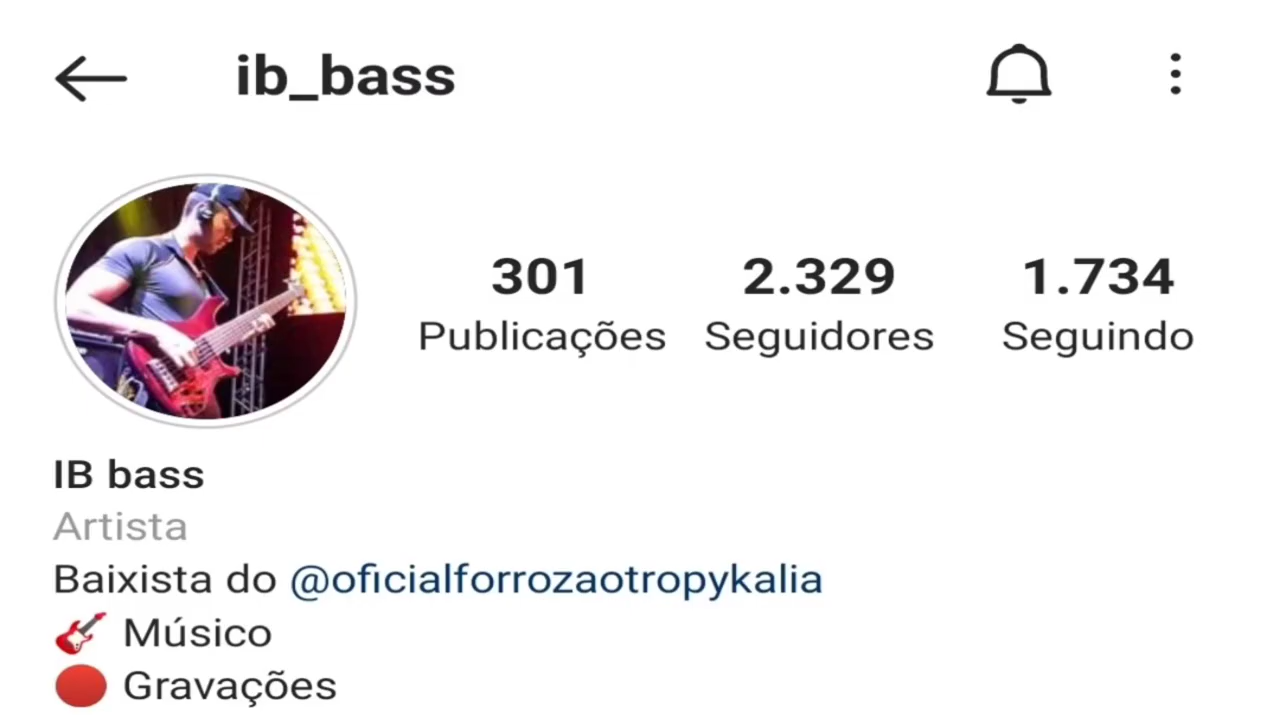 ib_bass
301 2.329 1.734
Publicações Seguidores Seguindo
IB bass
Artista
Baixista do @oficialforrozaotropykalia
🎸 Músico
🔴 Gravações